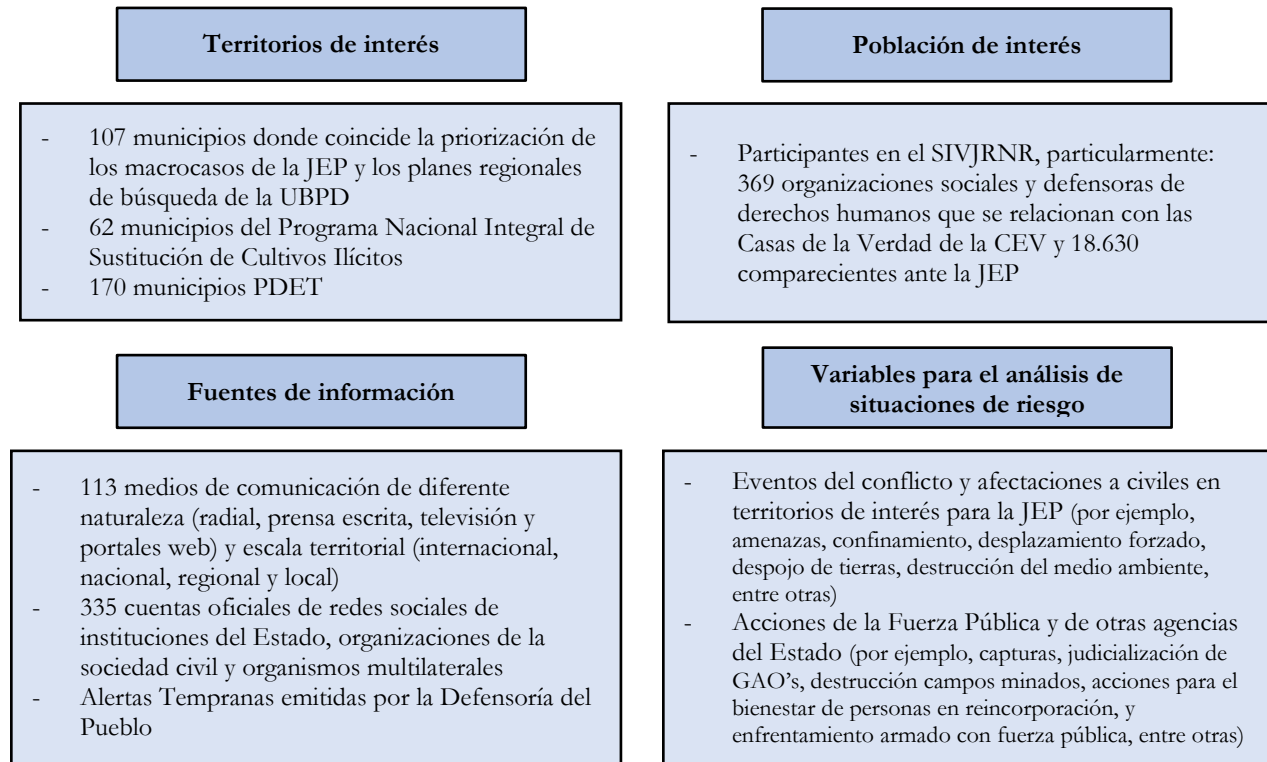 Territorios de interés
- 107 municipios donde coincide la priorización de
los macrocasos de la JEP y los planes regionales
de búsqueda de la UBPD
- 62 municipios del Programa Nacional Integral de
Sustitución de Cultivos Ilícitos
- 170 municipios PDET
Población de interés
- Participantes en el SIVJRNR, particularmente:
369 organizaciones sociales y defensoras de
derechos humanos que se relacionan con las
Casas de la Verdad de la CEV y 18.630
comparecientes ante la JEP
Fuentes de información
- 113 medios de comunicación de diferente
naturaleza (radial, prensa escrita, televisión y
portales web) y escala territorial (internacional,
nacional, regional y local)
- 335 cuentas oficiales de redes sociales de
instituciones del Estado, organizaciones de la
sociedad civil y organismos multilaterales
- Alertas Tempranas emitidas por la Defensoría del
Pueblo
Variables para el análisis de
situaciones de riesgo
- Eventos del conflicto y afectaciones a civiles en
territorios de interés para la JEP (por ejemplo,
amenazas, confinamiento, desplazamiento forzado,
despojo de tierras, destrucción del medio ambiente,
entre otras)
- Acciones de la Fuerza Pública y de otras agencias
del Estado (por ejemplo, capturas, judicialización de
GAO’s, destrucción campos minados, acciones para el
bienestar de personas en reincorporación, y
enfrentamiento armado con fuerza pública, entre otras)